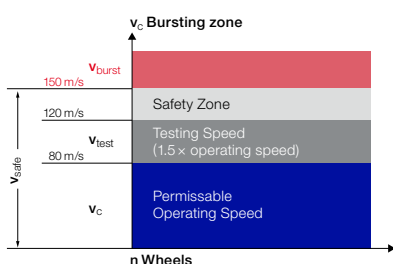 vc Bursting zone
vburst
150 m/s
Safety Zone
120 m/s
vtest
Testing Speed
(1.5× operating speed)
80 m/s
vsafe
vc
Permissable
Operating Speed
n Wheels